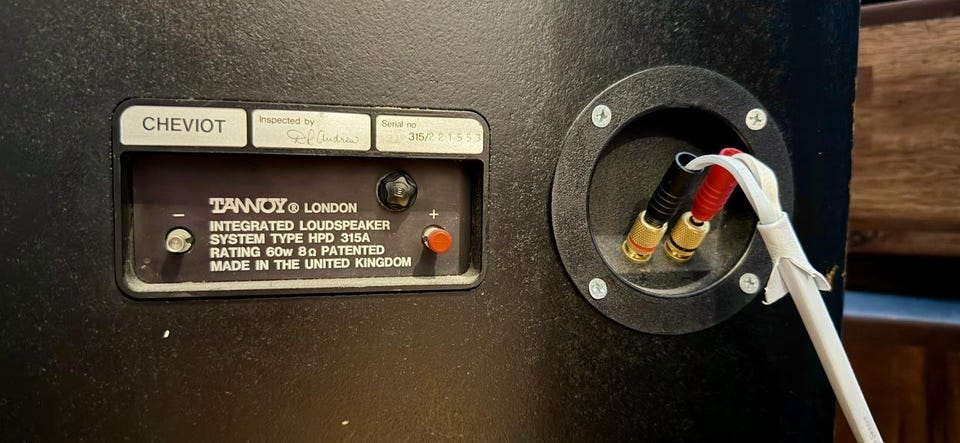 CHEVIOT
Inspected by
Serial no
315/221553
−
+
TANNOY® LONDON
INTEGRATED LOUDSPEAKER
SYSTEM TYPE HPD 315A
RATING 60w 8Ω PATENTED
MADE IN THE UNITED KINGDOM